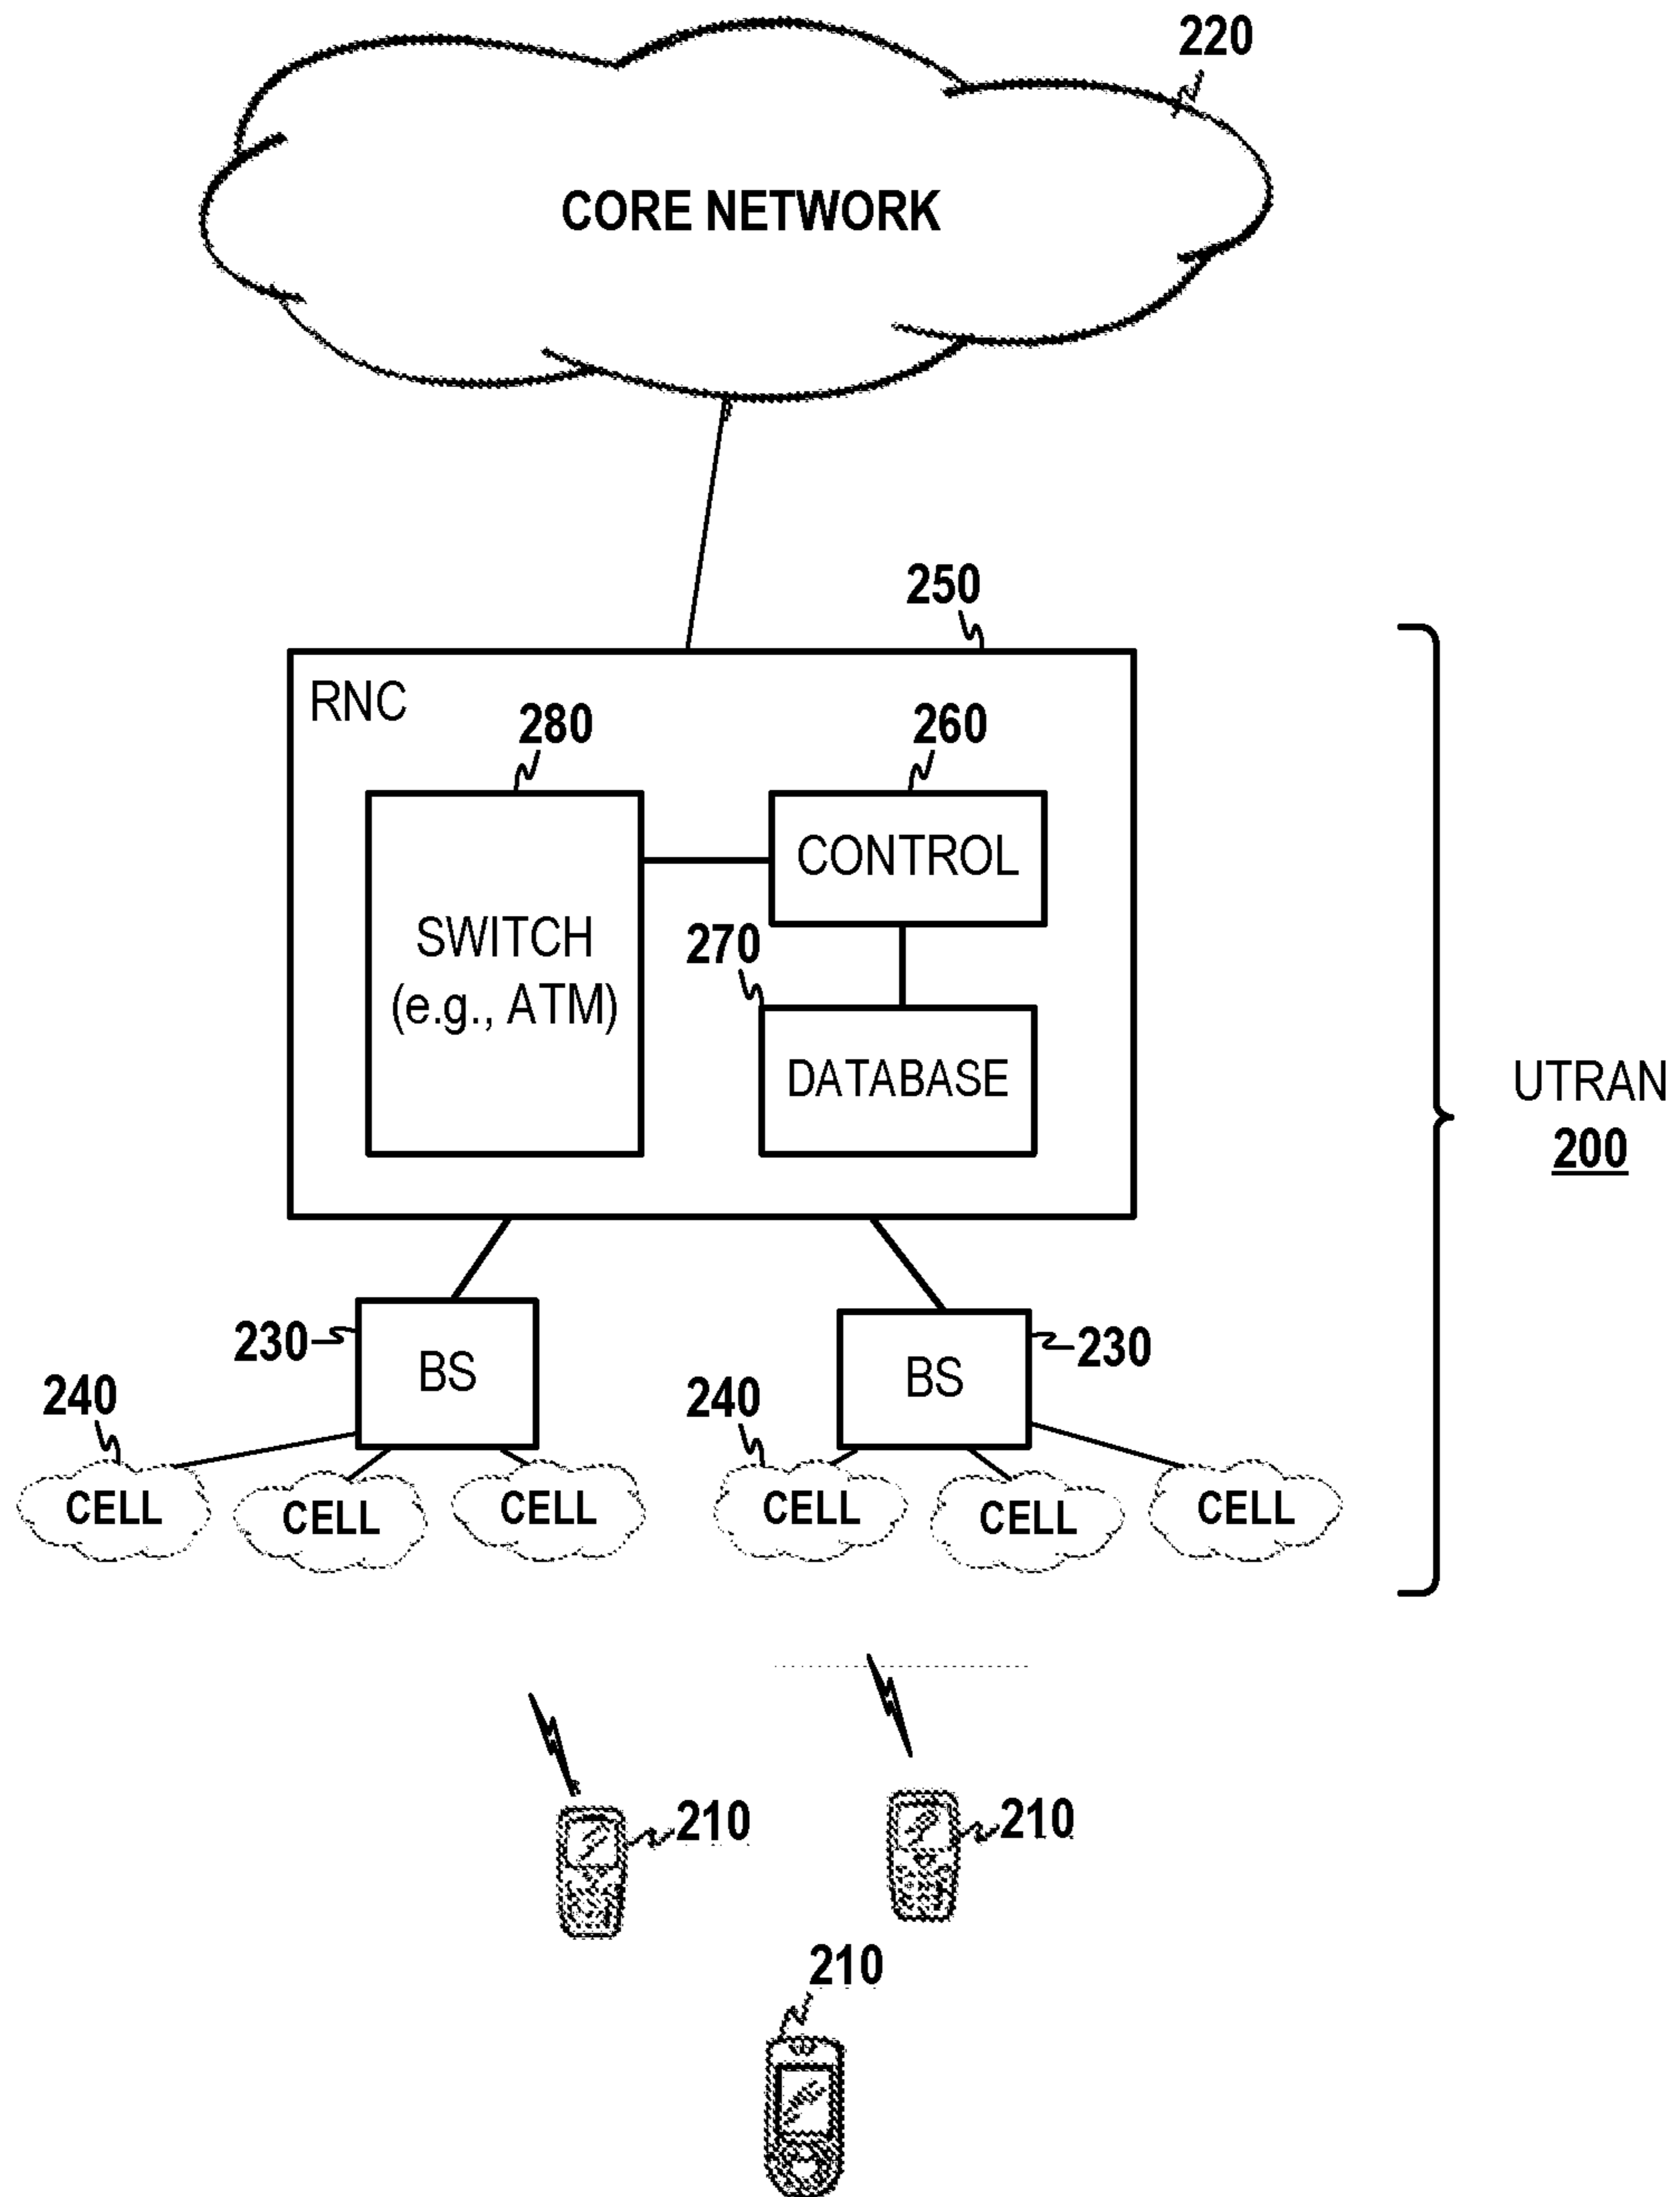 220
CORE NETWORK
250
RNC
280
260
SWITCH
(e.g., ATM)
CONTROL
270
DATABASE
UTRAN
200
230
BS
BS
230
240
240
CELL
CELL
CELL
CELL
CELL
CELL
210
210
210